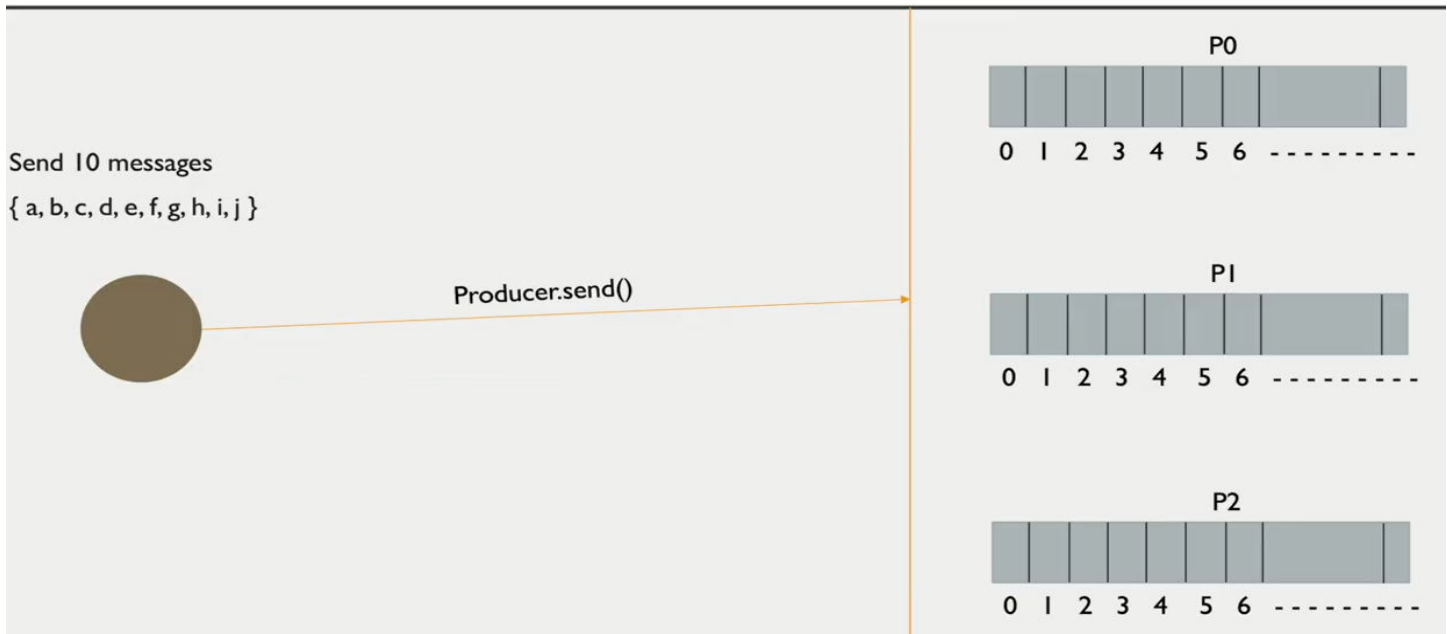 Send 10 messages
{ a, b, c, d, e, f, g, h, i, j }
Producer.send()
P0
0 1 2 3 4 5 6 - - - - - - - - -
P1
0 1 2 3 4 5 6 - - - - - - - - -
P2
0 1 2 3 4 5 6 - - - - - - - - -